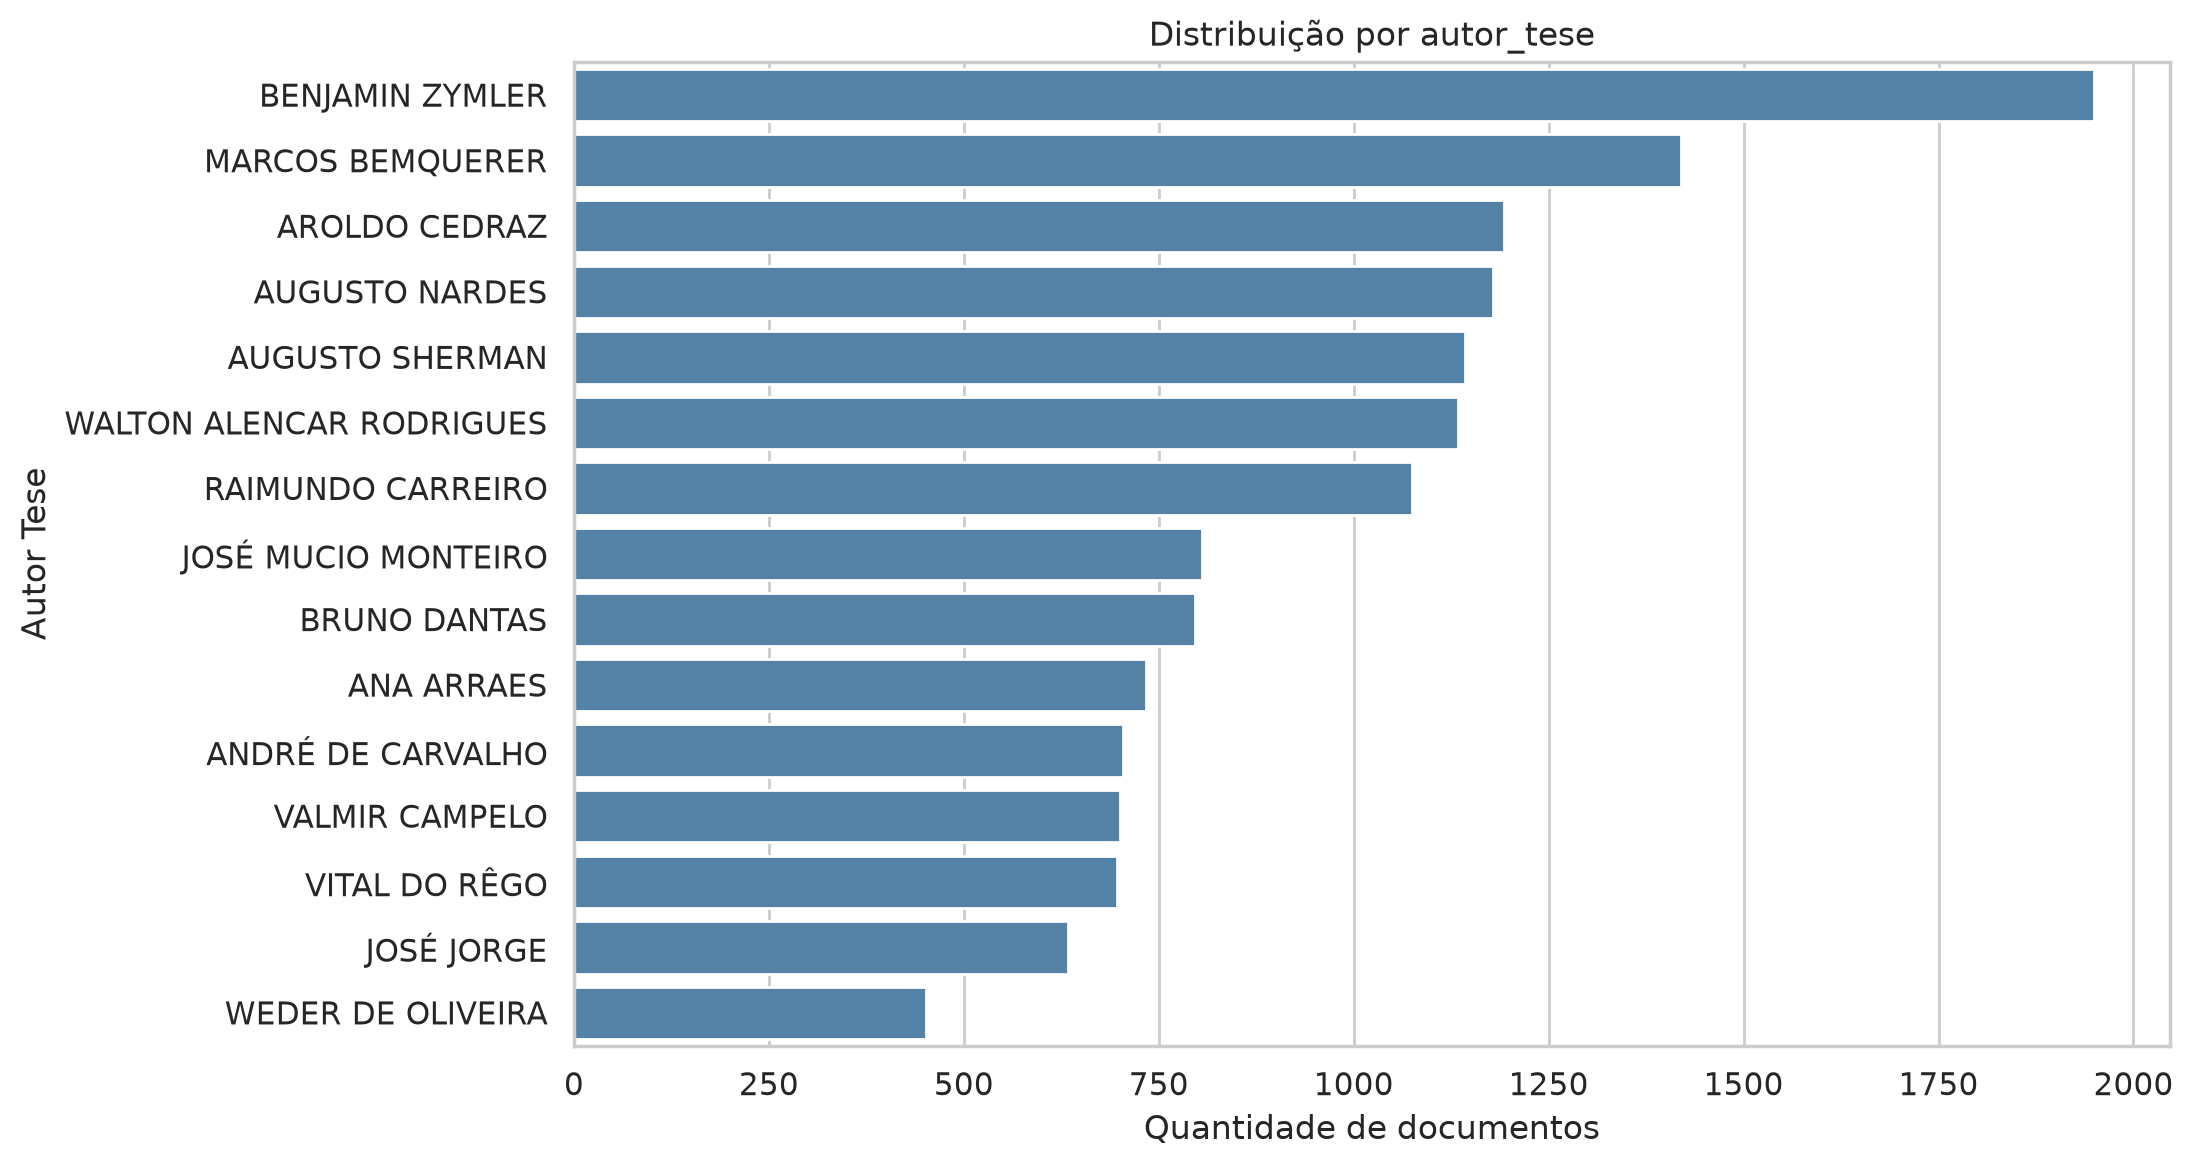 Distribuição por autor_tese
BENJAMIN ZYMLER
MARCOS BEMQUERER
AROLDO CEDRAZ
AUGUSTO NARDES
AUGUSTO SHERMAN
WALTON ALENCAR RODRIGUES
RAIMUNDO CARREIRO
JOSÉ MUCIO MONTEIRO
BRUNO DANTAS
ANA ARRAES
ANDRÉ DE CARVALHO
VALMIR CAMPELO
VITAL DO RÊGO
JOSÉ JORGE
WEDER DE OLIVEIRA
Autor Tese
0 250 500 750 1000 1250 1500 1750 2000
Quantidade de documentos